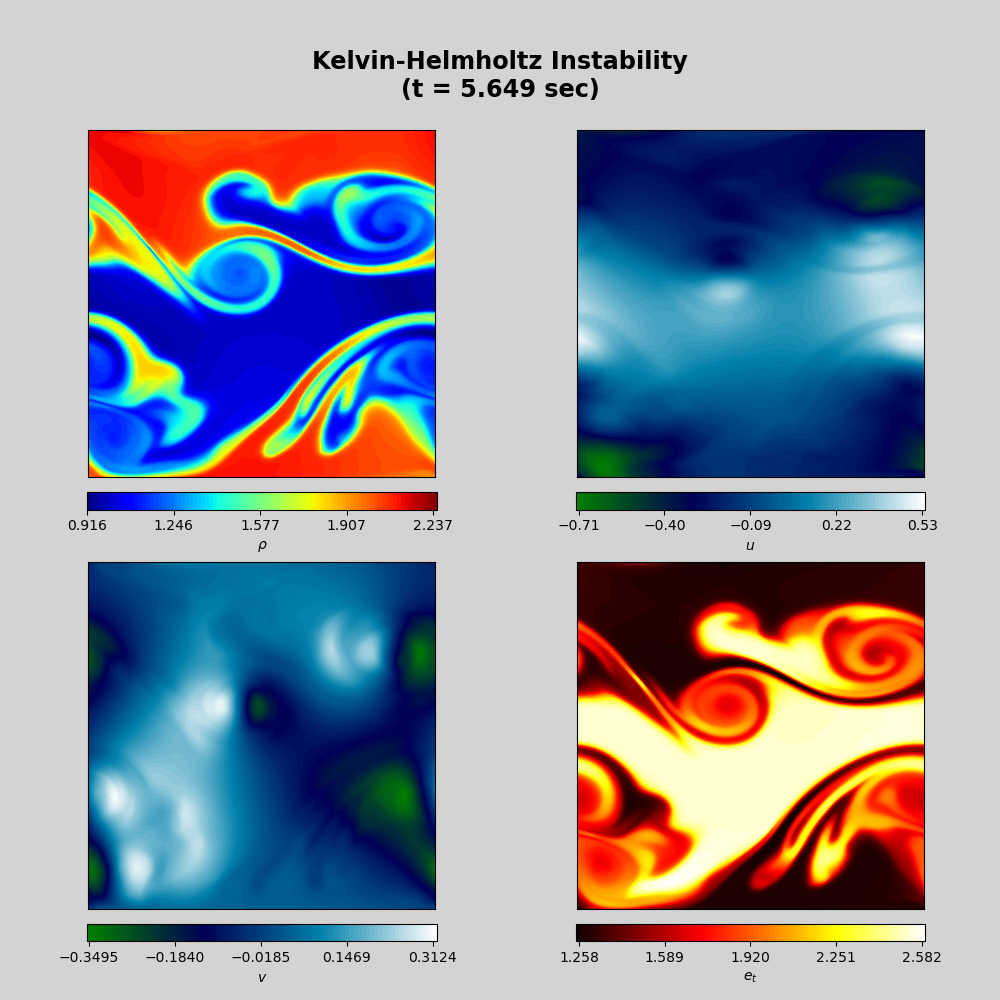 Kelvin-Helmholtz Instability
(t = 5.649 sec)
0.916 1.246 1.577 1.907 2.237
ρ
−0.71 −0.40 −0.09 0.22 0.53
u
−0.3495 −0.1840 −0.0185 0.1469 0.3124
v
1.258 1.589 1.920 2.251 2.582
eₜ